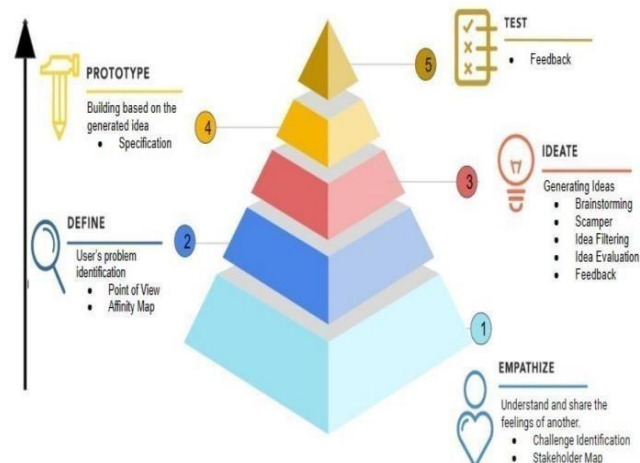 TEST
• Feedback
5
PROTOTYPE
Building based on the
generated idea
• Specification
4
IDEATE
Generating Ideas
• Brainstorming
• Scamper
• Idea Filtering
• Idea Evaluation
• Feedback
3
DEFINE
User's problem
identification
• Point of View
• Affinity Map
2
1
EMPATHIZE
Understand and share the
feelings of another.
• Challenge Identification
• Stakeholder Map